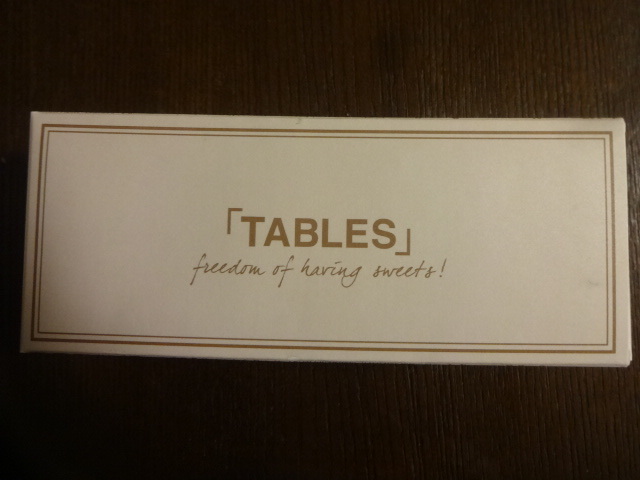 「TABLES」
freedom of having sweets!